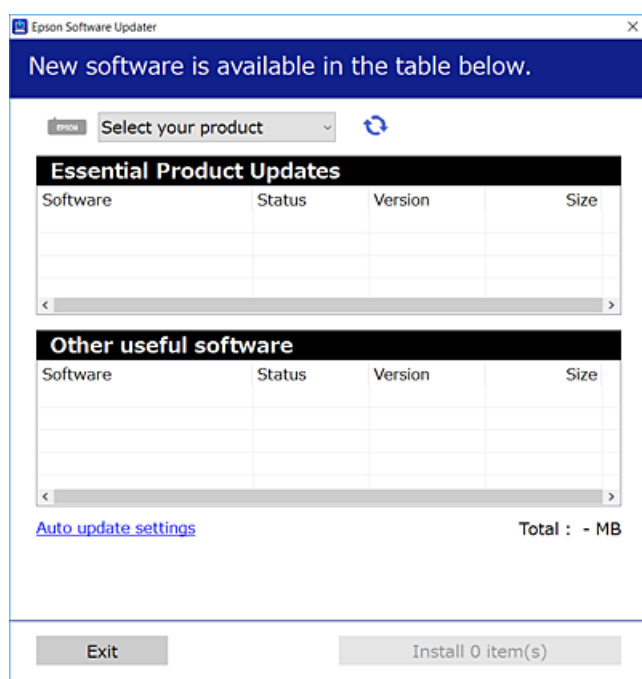 Epson Software Updater
New software is available in the table below.
EPSON Select your product
Essential Product Updates
Software Status Version Size
Other useful software
Software Status Version Size
Auto update settings Total : - MB
Exit Install 0 item(s)